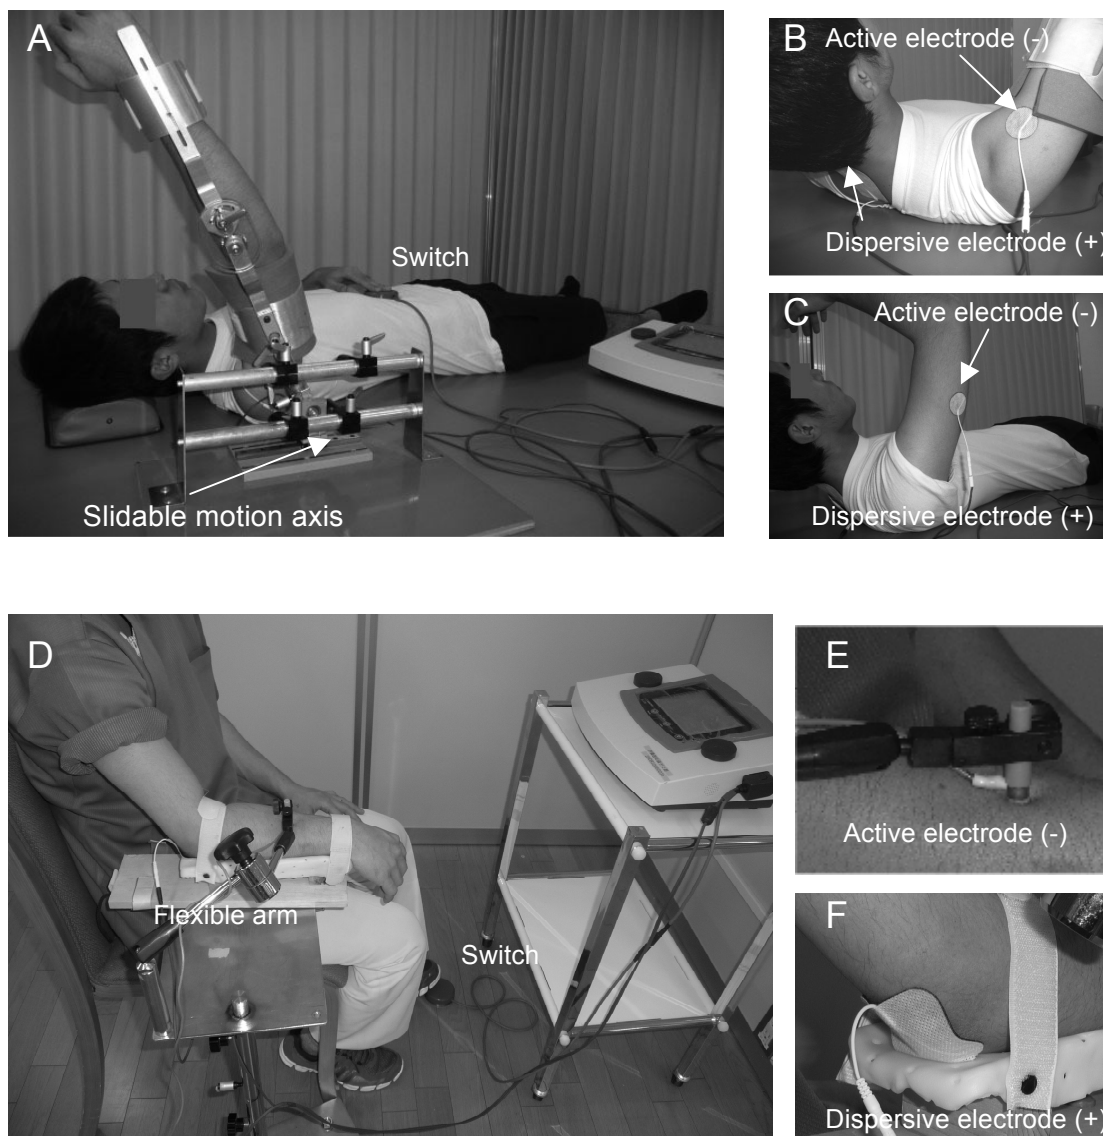 A
Switch
Slidable motion axis
B
Active electrode (-)
Dispersive electrode (+)
C
Active electrode (-)
Dispersive electrode (+)
D
Flexible arm
Switch
E
Active electrode (-)
F
Dispersive electrode (+)